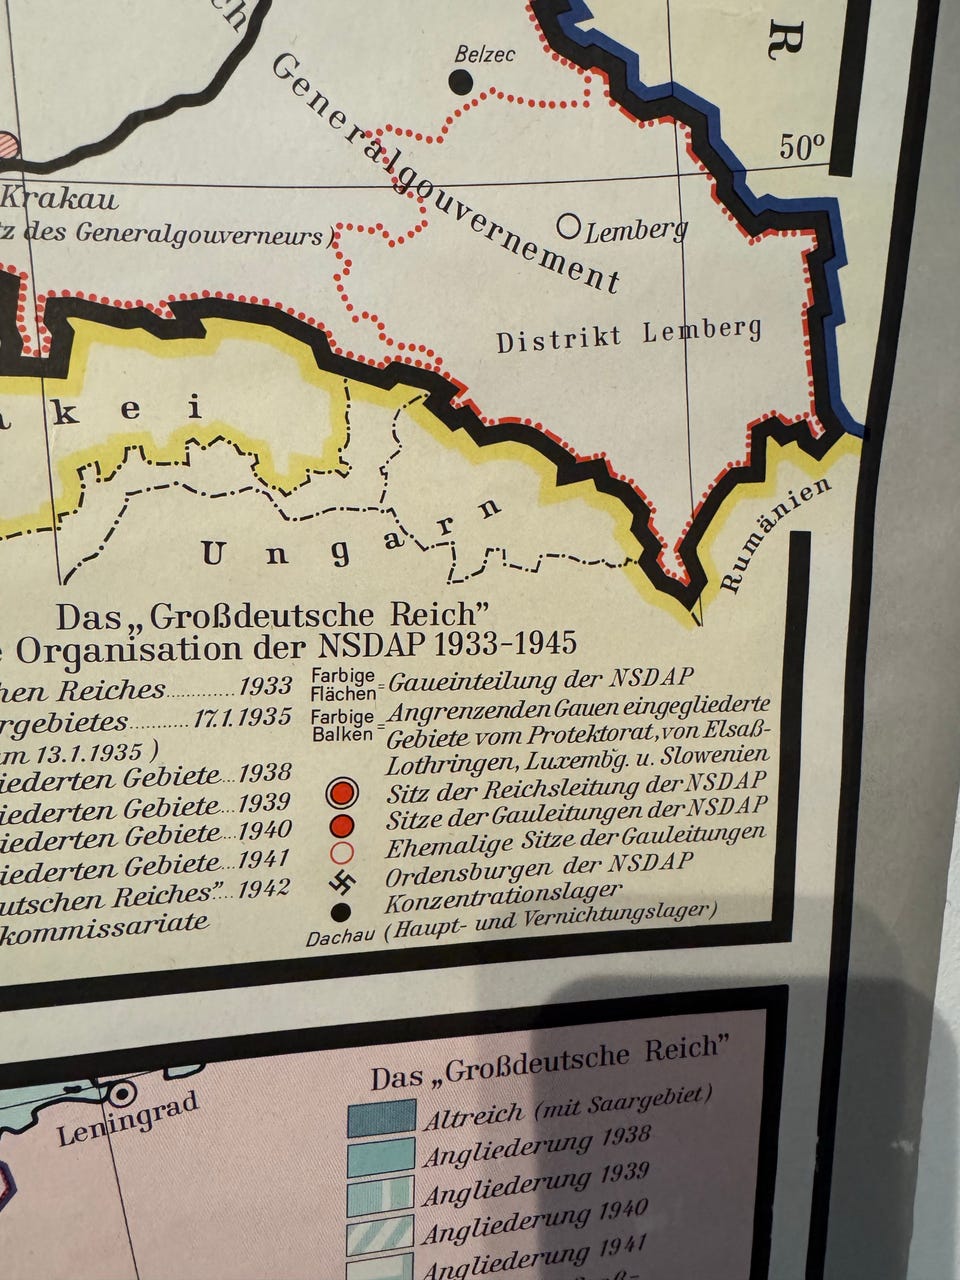 ch
R
Belzec
Generalgouvernement
50°
Krakau
tz des Generalgouverneurs)
Lemberg
Distrikt Lemberg
akei
Ungarn
Rumänien
Das „Großdeutsche Reich”
e Organisation der NSDAP 1933-1945
hen Reiches............1933
rgebietes..........17.1.1935
am 13.1.1935 )
iederten Gebiete...1938
iederten Gebiete...1939
iederten Gebiete...1940
iederten Gebiete...1941
utschen Reiches”....1942
kommissariate
Farbige Flächen = Gaueinteilung der NSDAP
Farbige Balken = Angrenzenden Gauen eingegliederte
Gebiete vom Protektorat, von Elsaß-
Lothringen, Luxembg. u. Slowenien
Sitz der Reichsleitung der NSDAP
Sitze der Gauleitungen der NSDAP
Ehemalige Sitze der Gauleitungen
Ordensburgen der NSDAP
Konzentrationslager
Dachau (Haupt- und Vernichtungslager)
Leningrad
Das „Großdeutsche Reich”
Altreich (mit Saargebiet)
Angliederung 1938
Angliederung 1939
Angliederung 1940
Angliederung 1941